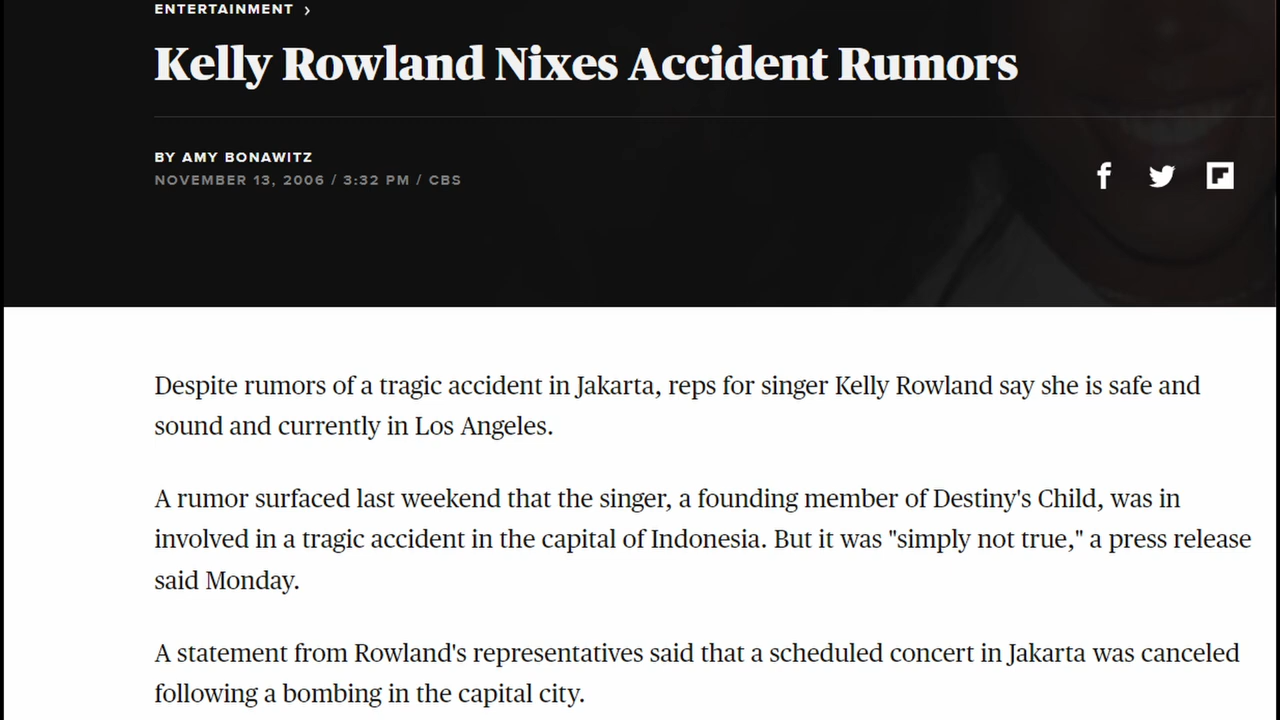 ENTERTAINMENT ›
Kelly Rowland Nixes Accident Rumors
BY AMY BONAWITZ
NOVEMBER 13, 2006 / 3:32 PM / CBS
Despite rumors of a tragic accident in Jakarta, reps for singer Kelly Rowland say she is safe and
sound and currently in Los Angeles.
A rumor surfaced last weekend that the singer, a founding member of Destiny's Child, was in
involved in a tragic accident in the capital of Indonesia. But it was "simply not true," a press release
said Monday.
A statement from Rowland's representatives said that a scheduled concert in Jakarta was canceled
following a bombing in the capital city.